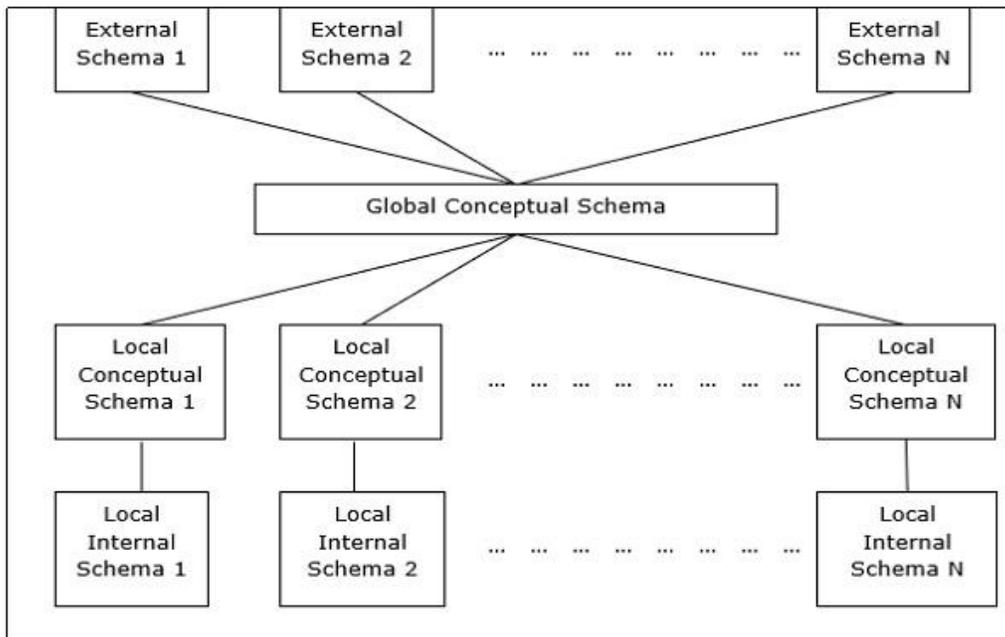 External
Schema 1
External
Schema 2
... ... ... ... ... ... ... ...
External
Schema N
Global Conceptual Schema
Local
Conceptual
Schema 1
Local
Conceptual
Schema 2
... ... ... ... ... ... ... ...
Local
Conceptual
Schema N
Local
Internal
Schema 1
Local
Internal
Schema 2
... ... ... ... ... ... ... ...
Local
Internal
Schema N